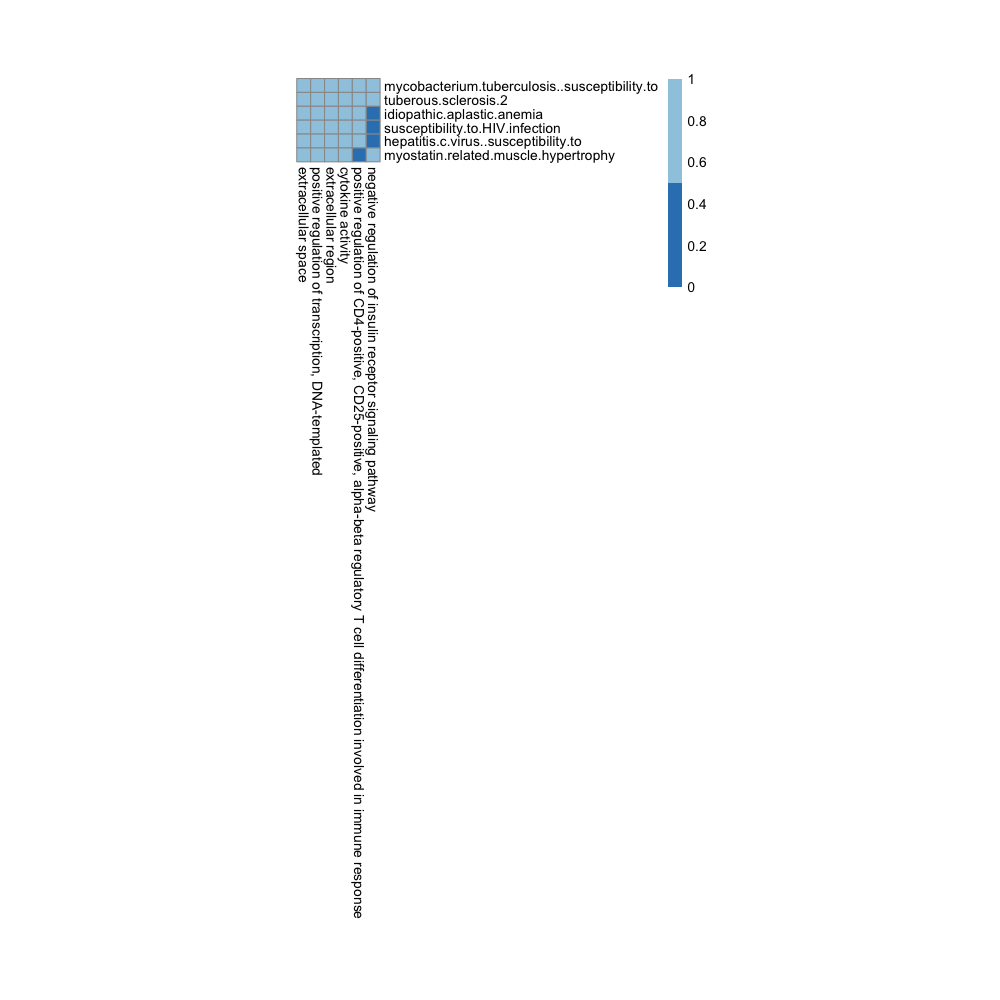 mycobacterium.tuberculosis..susceptibility.to
tuberous.sclerosis.2
idiopathic.aplastic.anemia
susceptibility.to.HIV.infection
hepatitis.c.virus..susceptibility.to
myostatin.related.muscle.hypertrophy
extracellular space
positive regulation of transcription, DNA-templated
extracellular region
cytokine activity
positive regulation of CD4-positive, CD25-positive, alpha-beta regulatory T cell differentiation involved in immune response
negative regulation of insulin receptor signaling pathway
1
0.8
0.6
0.4
0.2
0